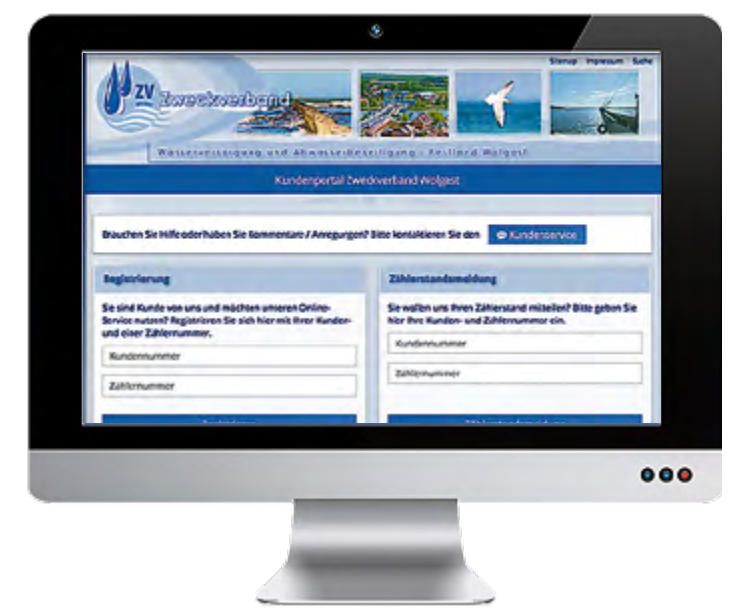 Sitemap Impressum Suche
ZV
Zweckverband
Wasserversorgung und Abwasserbeseitigung - Festland Wolgast
Kundenportal Zweckverband Wolgast
Brauchen Sie Hilfe oder haben Sie Kommentare / Anregungen? Bitte kontaktieren Sie den Kundenservice
Registrierung
Sie sind Kunde von uns und möchten unseren Online-
Service nutzen? Registrieren Sie sich hier mit Ihrer Kunden-
und einer Zählernummer.
Kundennummer
Zählernummer
Zählerstandsmeldung
Sie wollen uns Ihren Zählerstand mitteilen? Bitte geben Sie
hier Ihre Kunden- und Zählernummer ein.
Kundennummer
Zählernummer
Zählerstandsmeldung